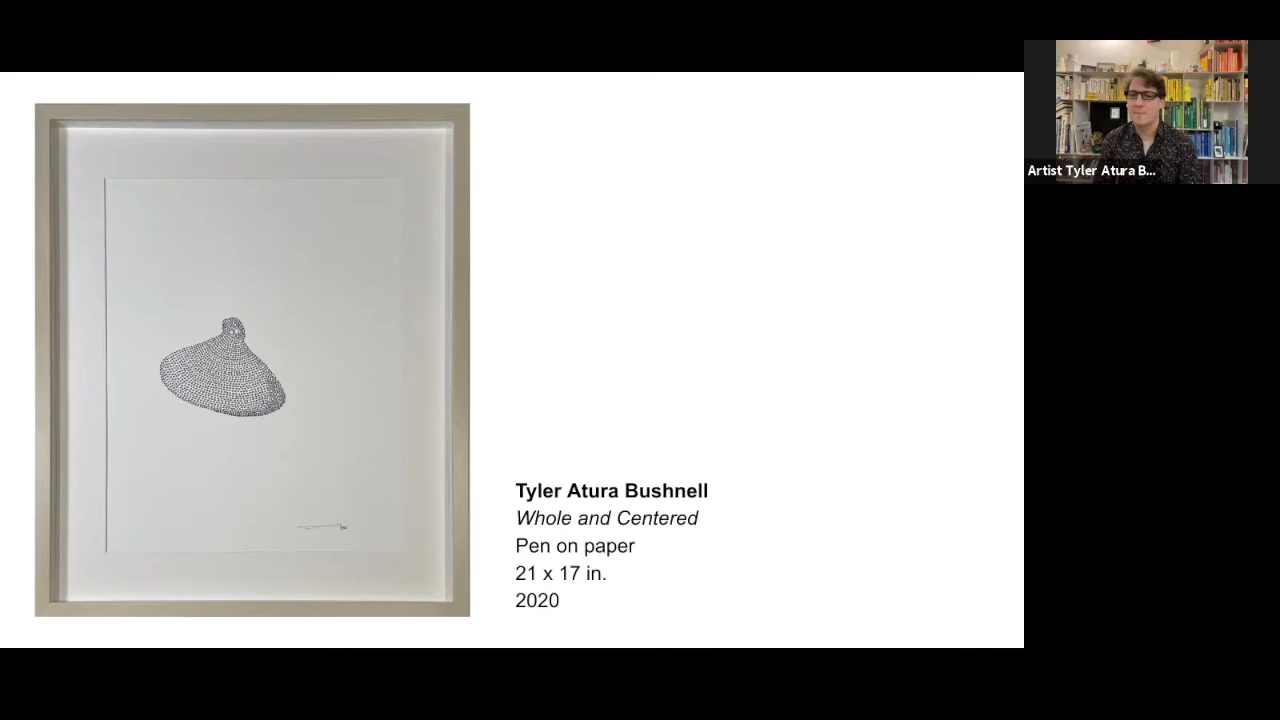 Tyler Atura Bushnell
Whole and Centered
Pen on paper
21 x 17 in.
2020
Artist Tyler Atura B...